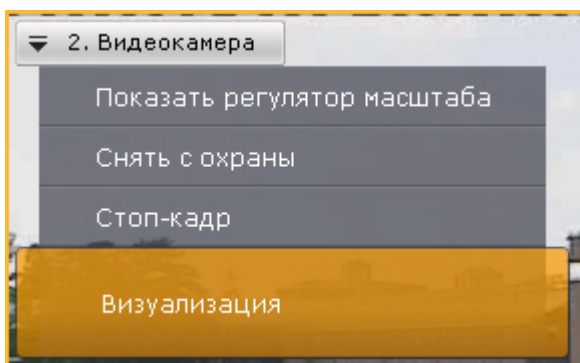 2. Видеокамера
Показать регулятор масштаба
Снять с охраны
Стоп-кадр
Визуализация